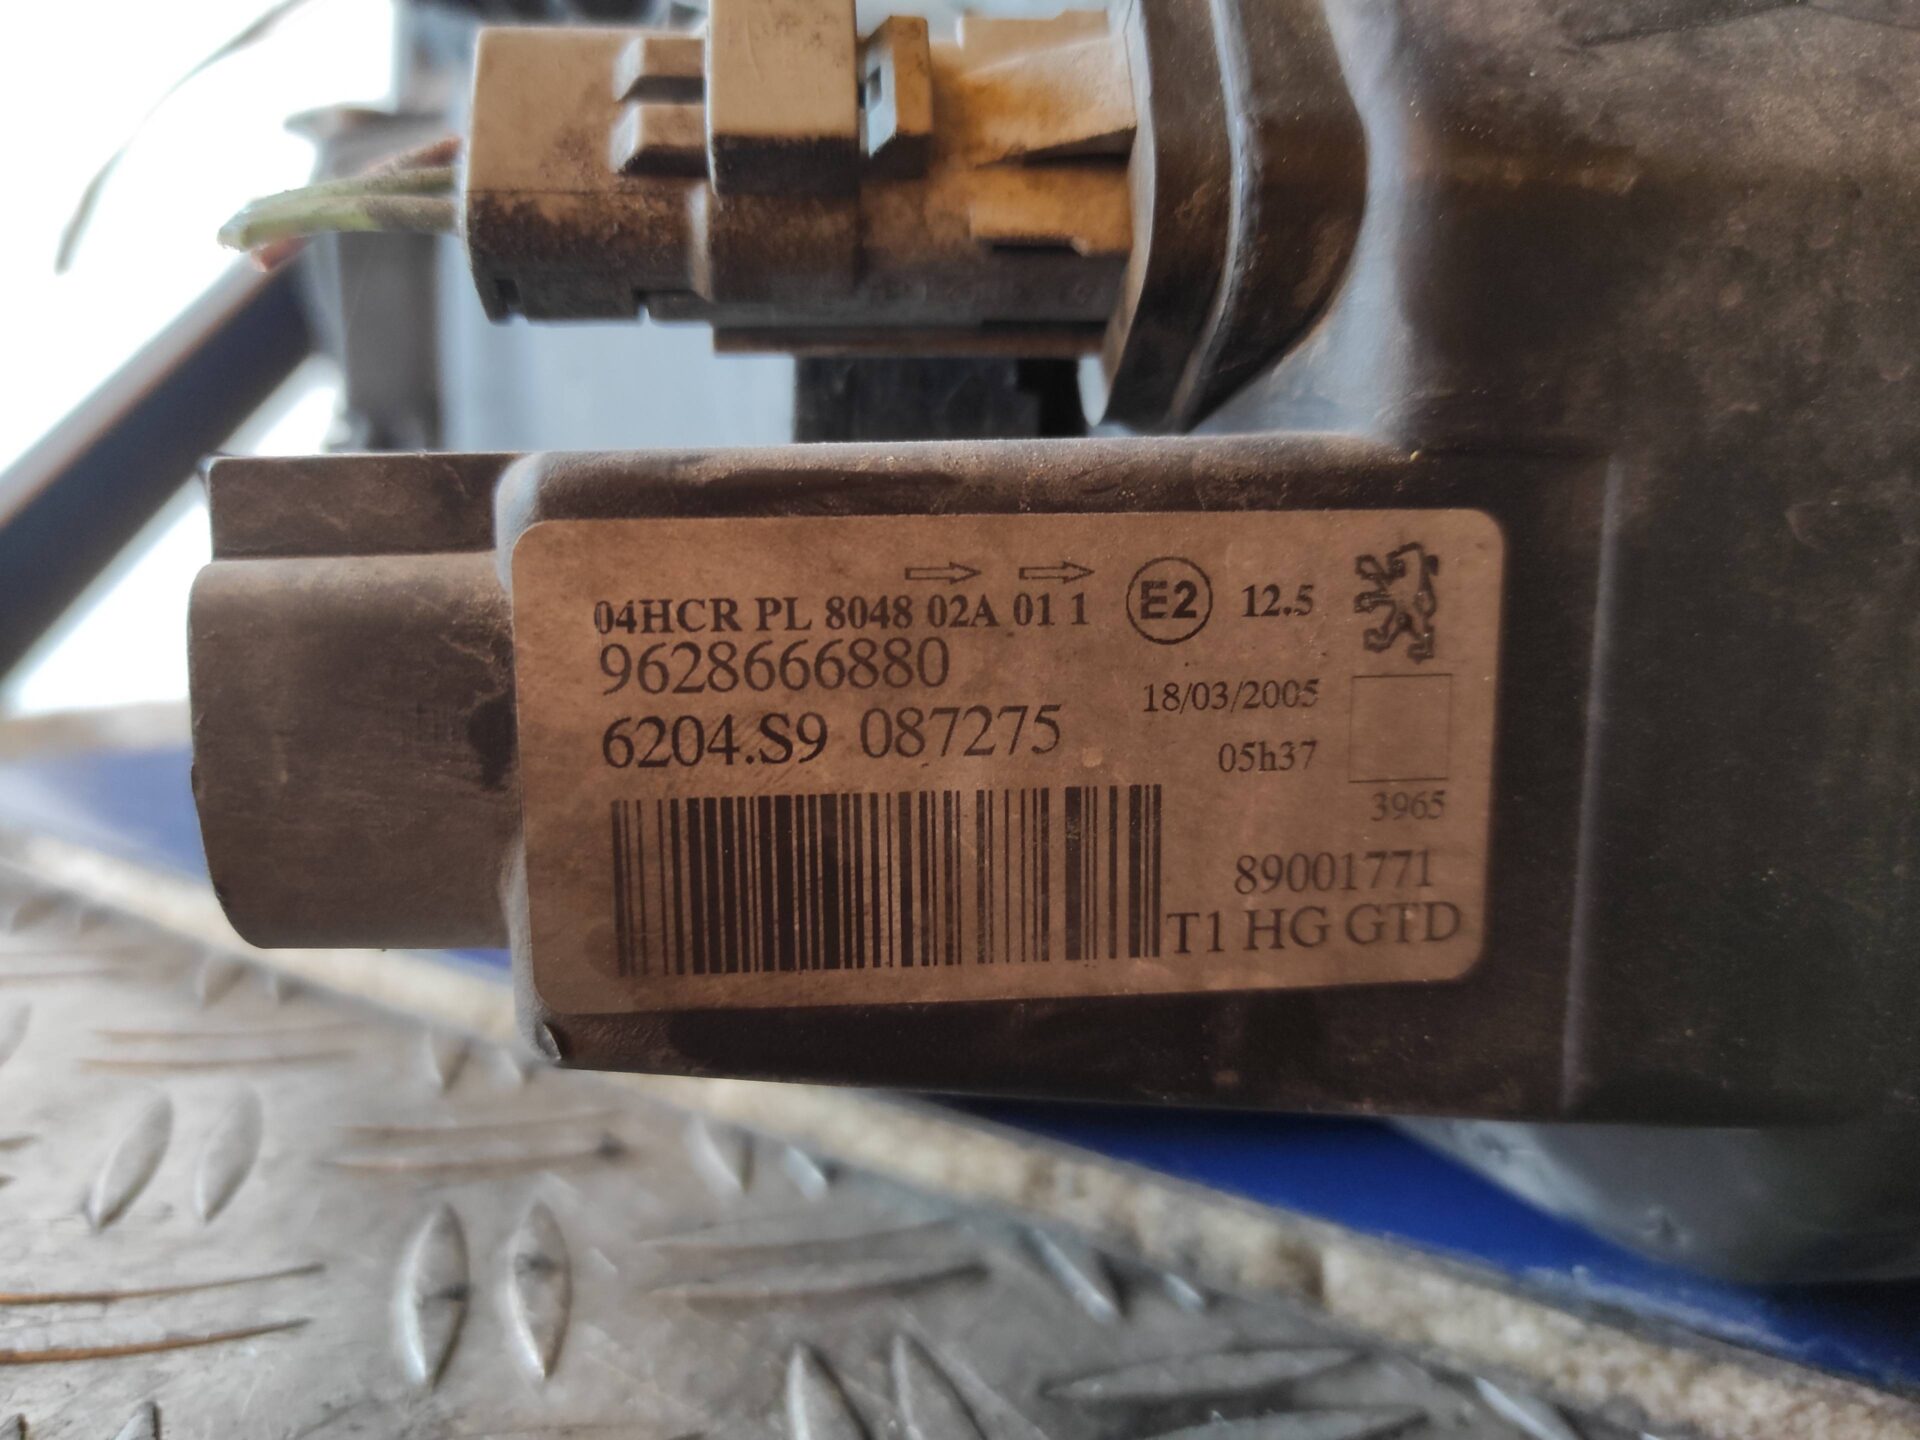 04HCR PL 8048 02A 01 1 E2 12.5
9628666880
18/03/2005
6204.S9 087275
05h37
3965
89001771
T1 HG GTD